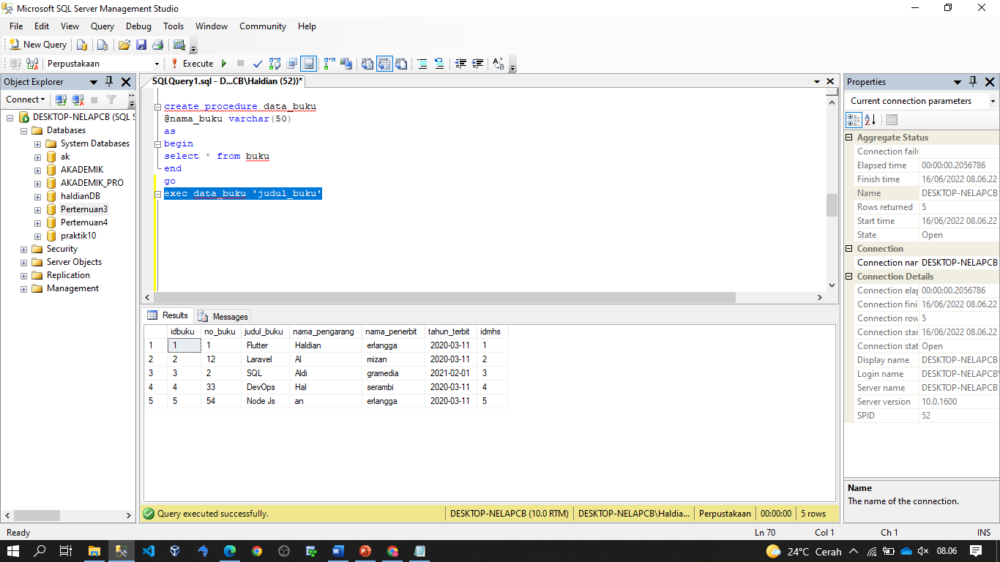 Microsoft SQL Server Management Studio
File Edit View Query Debug Tools Window Community Help
New Query
Perpustakaan Execute
Object Explorer
Connect
DESKTOP-NELAPCB (SQL S
Databases
System Databases
ak
AKADEMIK
AKADEMIK_PRO
haldianDB
Pertemuan3
Pertemuan4
praktik10
Security
Server Objects
Replication
Management
SQLQuery1.sql - D...CB\Haldian (52))*
create procedure data_buku
@nama_buku varchar(50)
as
begin
select * from buku
end
go
exec data_buku 'judul_buku'
Results Messages
idbuku no_buku judul_buku nama_pengarang nama_penerbit tahun_terbit idmhs
1 1 1 Flutter Haldian erlangga 2020-03-11 1
2 2 12 Laravel Al mizan 2020-03-11 2
3 3 2 SQL Aldi gramedia 2021-02-01 3
4 4 33 DevOps Hal serambi 2020-03-11 4
5 5 54 Node Js an erlangga 2020-03-11 5
Query executed successfully. DESKTOP-NELAPCB (10.0 RTM) DESKTOP-NELAPCB\Haldia... Perpustakaan 00:00:00 5 rows
Properties
Current connection parameters
Aggregate Status
Connection failu
Elapsed time 00:00:00.2056786
Finish time 16/06/2022 08.06.22
Name DESKTOP-NELAPCB
Rows returned 5
Start time 16/06/2022 08.06.22
State Open
Connection
Connection nar DESKTOP-NELAPCB
Connection Details
Connection elap 00:00:00.2056786
Connection fini 16/06/2022 08.06.22
Connection row 5
Connection star 16/06/2022 08.06.22
Connection stat Open
Display name DESKTOP-NELAPCB
Login name DESKTOP-NELAPCB\
Server name DESKTOP-NELAPCB
Server version 10.0.1600
SPID 52
Name
The name of the connection.
Ready Ln 70 Col 1 Ch 1 INS
24°C Cerah 08.06